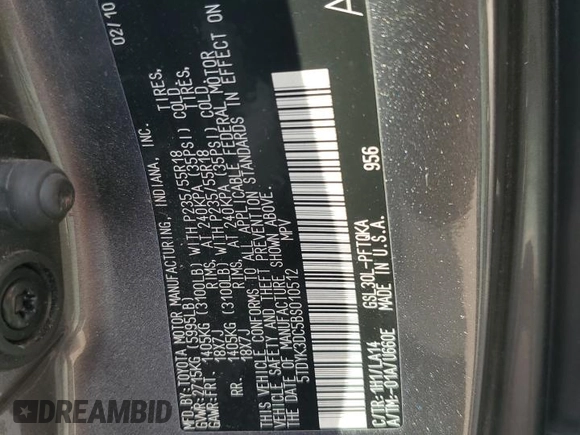 02/10
MFD.BY:TOYOTA MOTOR MANUFACTURING, INDIANA, INC.
GVWR:2715KG (5995LB)
GAWR:FRT. 1405KG (3100LB) WITH P235/55R18 TIRES,
18X7J RIMS, AT 240KPA (35PSI) COLD.
RR. 1405KG (3100LB) WITH P235/55R18 TIRES,
18X7J RIMS, AT 240KPA (35PSI) COLD.
THIS VEHICLE CONFORMS TO ALL APPLICABLE FEDERAL MOTOR
VEHICLE SAFETY AND THEFT PREVENTION STANDARDS IN EFFECT ON
THE DATE OF MANUFACTURE SHOWN ABOVE.
5TDYK3DC5BS010512 MPV
A
C/TR:1H1/LA14 GSL30L-PFTQKA 956
A/TM:-01A/U660E MADE IN U.S.A.
DREAMBID